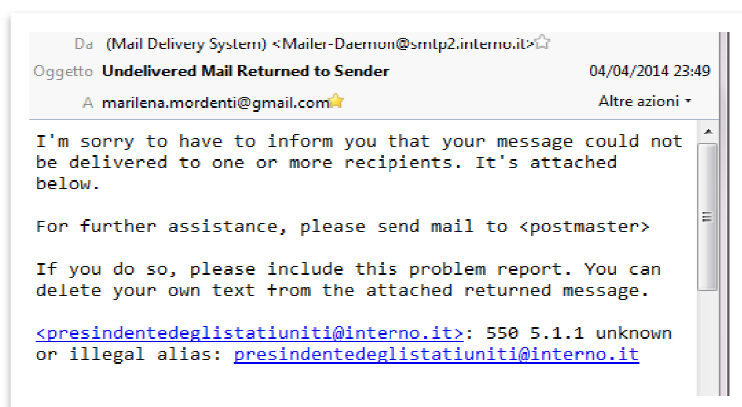 Da (Mail Delivery System) <Mailer-Daemon@smtp2.interno.it>
Oggetto Undelivered Mail Returned to Sender 04/04/2014 23:49
A marilena.mordenti@gmail.com Altre azioni
I'm sorry to have to inform you that your message could not
be delivered to one or more recipients. It's attached
below.
For further assistance, please send mail to <postmaster>
If you do so, please include this problem report. You can
delete your own text from the attached returned message.
<presindentedeglistatiuniti@interno.it>: 550 5.1.1 unknown
or illegal alias: presindentedeglistatiuniti@interno.it